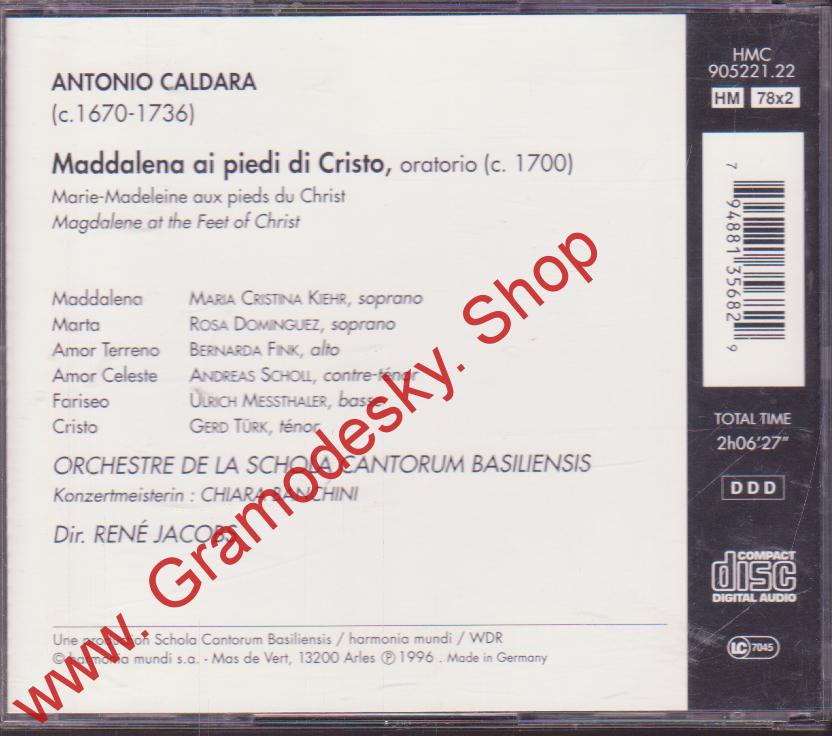 ANTONIO CALDARA
(c.1670-1736)
Maddalena ai piedi di Cristo, oratorio (c. 1700)
Marie-Madeleine aux pieds du Christ
Magdalene at the Feet of Christ
Maddalena MARIA CRISTINA KIEHR, soprano
Marta ROSA DOMINGUEZ, soprano
Amor Terreno BERNARDA FINK, alto
Amor Celeste ANDREAS SCHOLL, contre-ténor
Fariseo ULRICH MESSTHALER, basse
Cristo GERD TÜRK, ténor
ORCHESTRE DE LA SCHOLA CANTORUM BASILIENSIS
Konzertmeisterin : CHIARA BANCHINI
Dir. RENÉ JACOBS
Une production Schola Cantorum Basiliensis / harmonia mundi / WDR
© harmonia mundi s.a. - Mas de Vert, 13200 Arles ℗ 1996 . Made in Germany
HMC
905221.22
HM 78x2
7 94881 35682 9
TOTAL TIME
2h06'27"
DDD
COMPACT
disc
DIGITAL AUDIO
LC 7045
www. Gramodesky. Shop